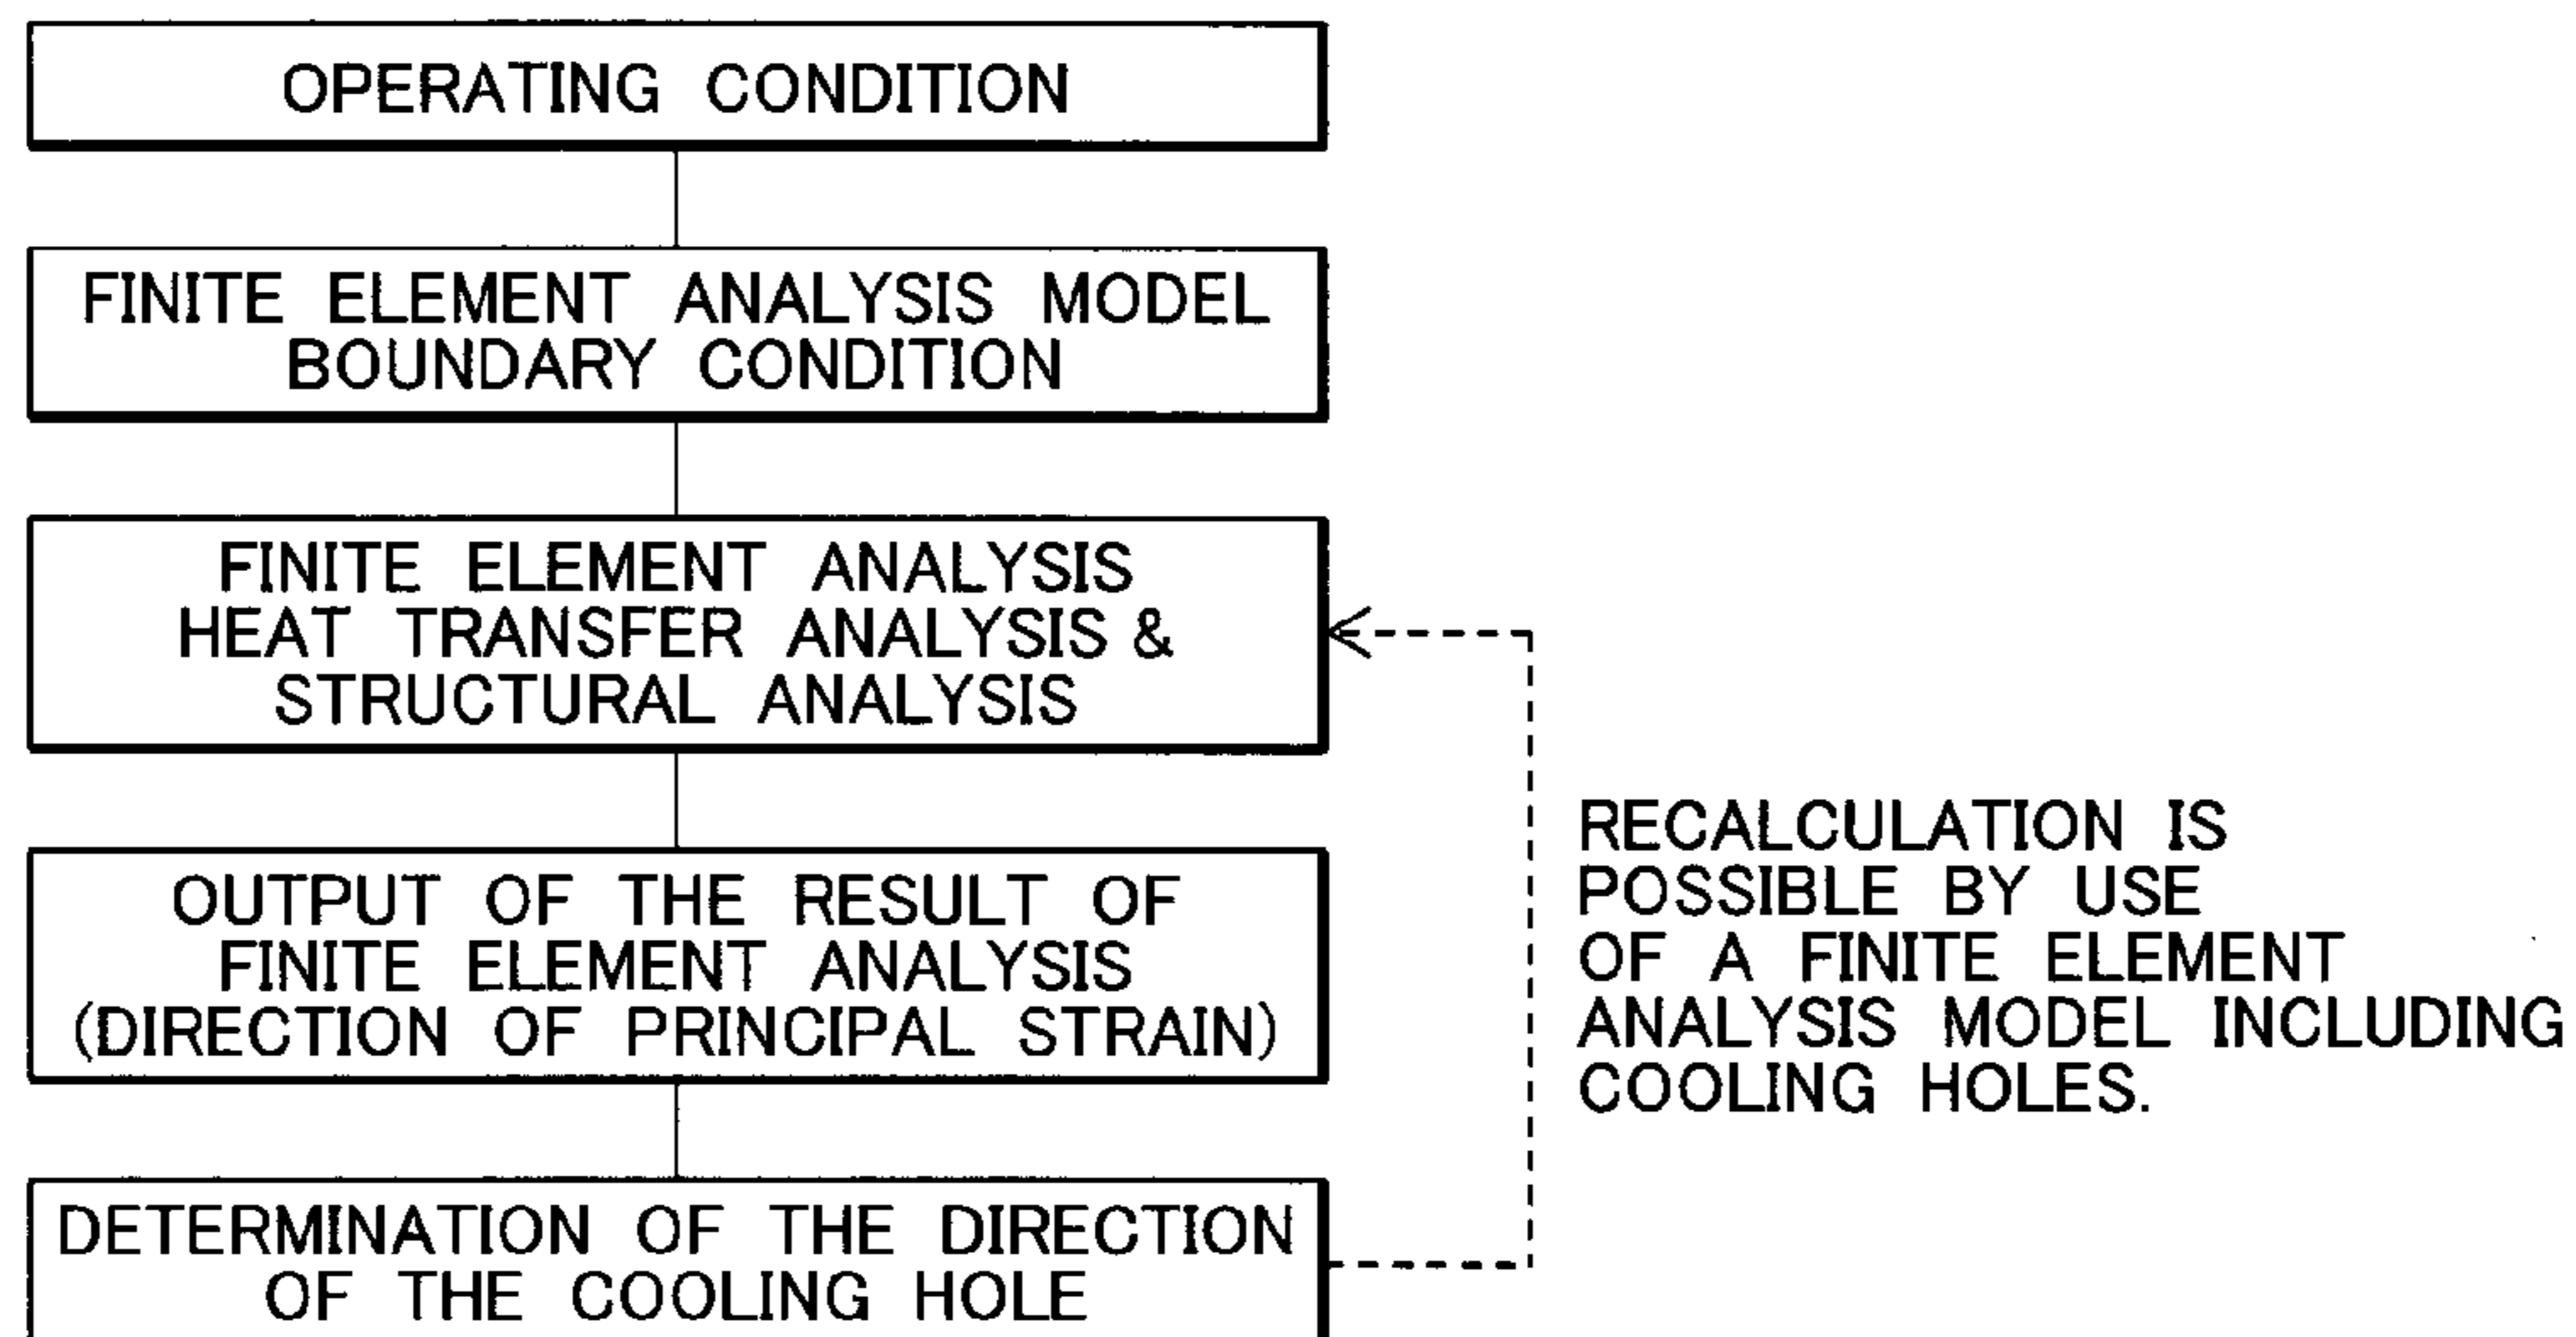 OPERATING CONDITION
FINITE ELEMENT ANALYSIS MODEL
BOUNDARY CONDITION
FINITE ELEMENT ANALYSIS
HEAT TRANSFER ANALYSIS &
STRUCTURAL ANALYSIS
OUTPUT OF THE RESULT OF
FINITE ELEMENT ANALYSIS
(DIRECTION OF PRINCIPAL STRAIN)
DETERMINATION OF THE DIRECTION
OF THE COOLING HOLE
RECALCULATION IS
POSSIBLE BY USE
OF A FINITE ELEMENT
ANALYSIS MODEL INCLUDING
COOLING HOLES.